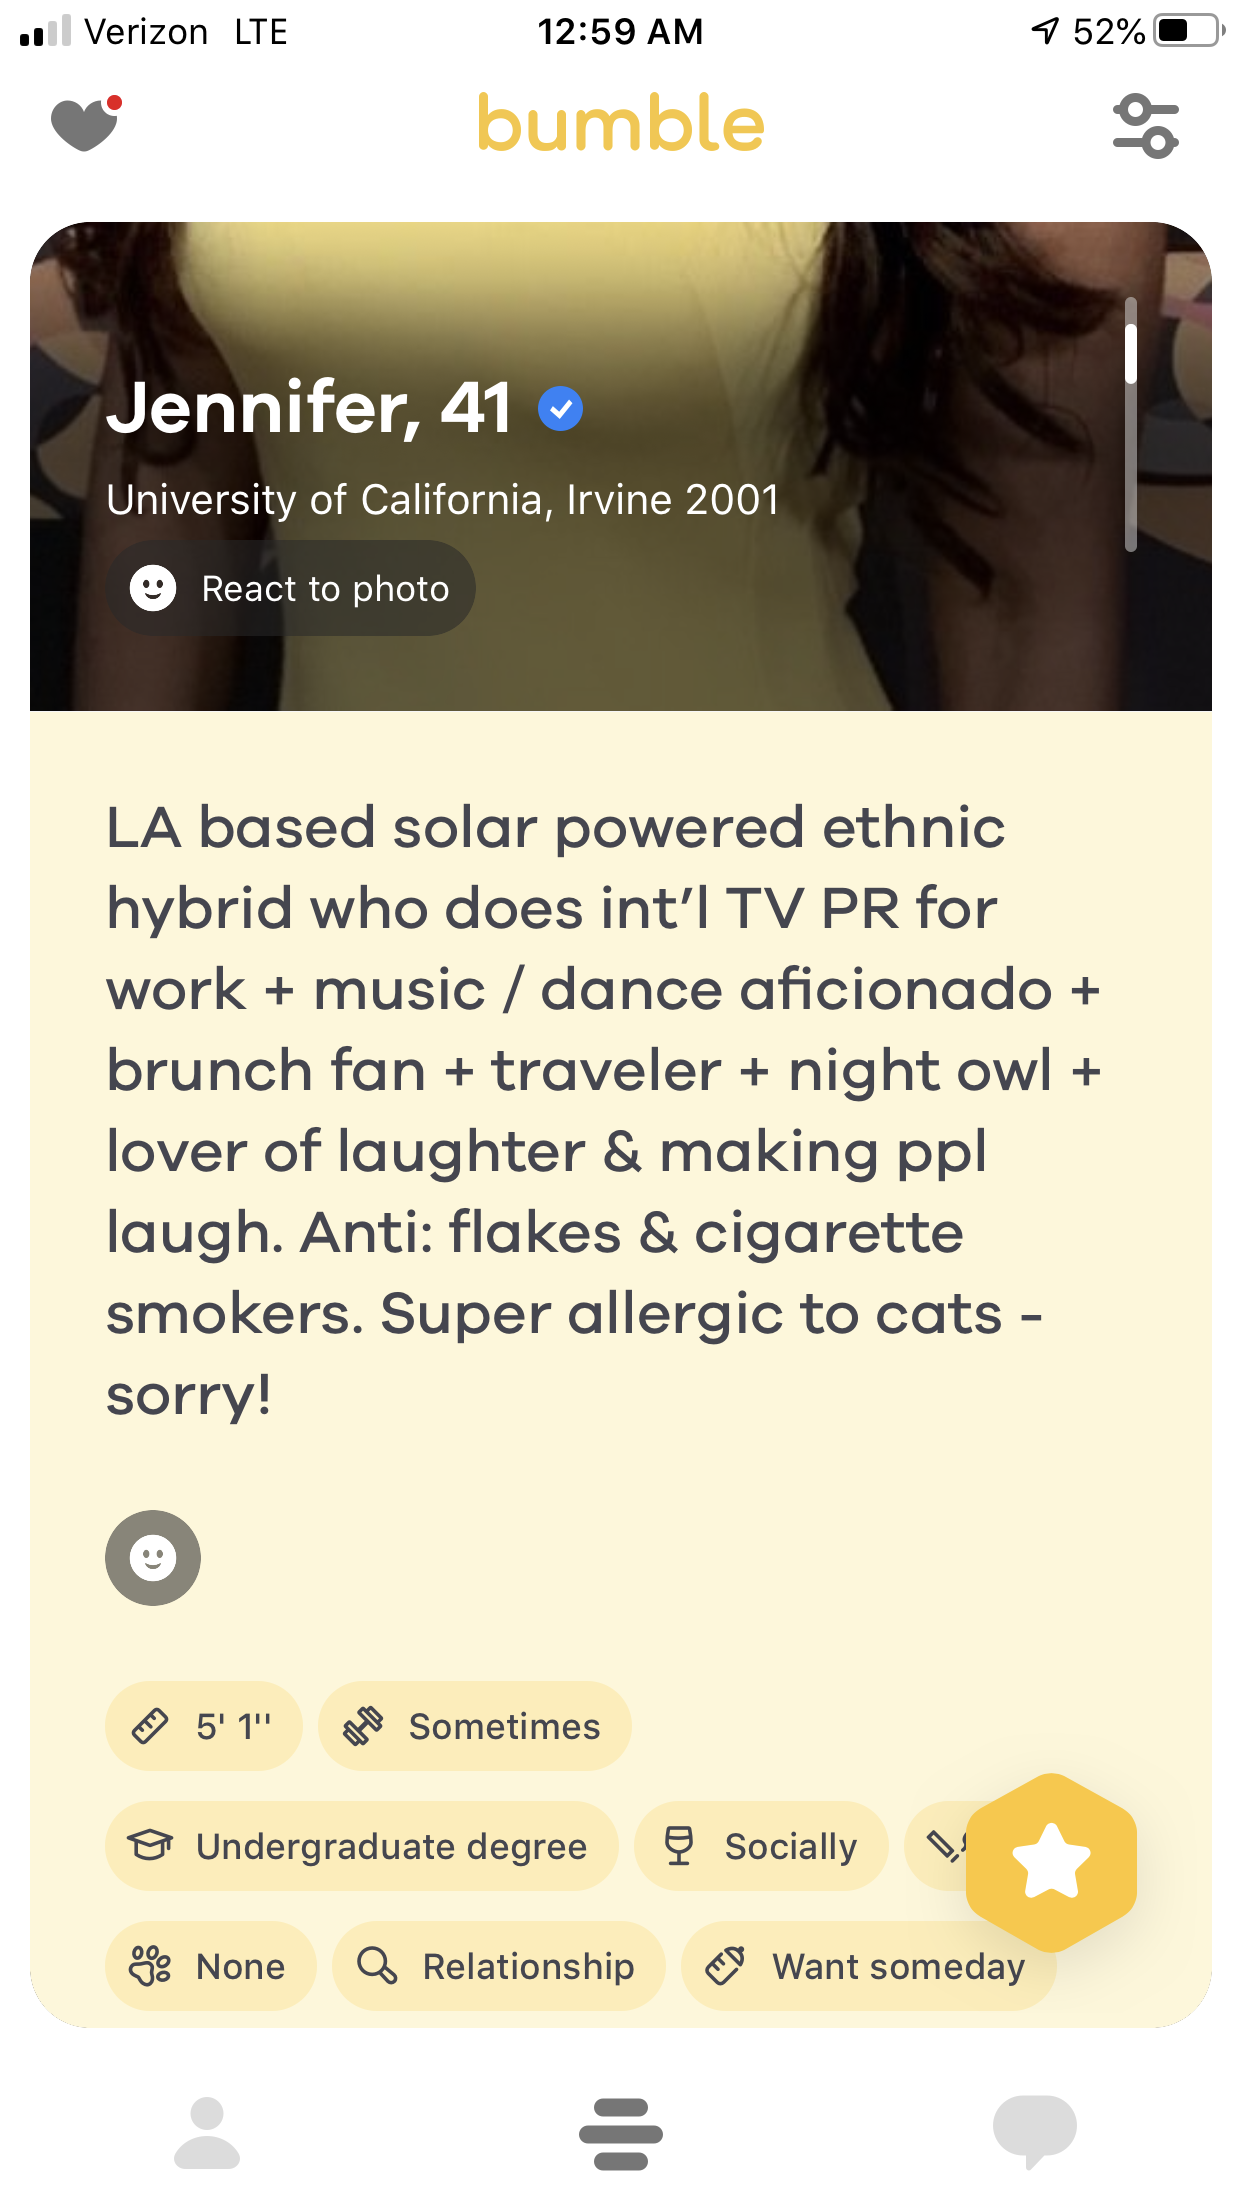 Verizon LTE 12:59 AM 52%
bumble
Jennifer, 41
University of California, Irvine 2001
React to photo
LA based solar powered ethnic
hybrid who does int’l TV PR for
work + music / dance aficionado +
brunch fan + traveler + night owl +
lover of laughter & making ppl
laugh. Anti: flakes & cigarette
smokers. Super allergic to cats -
sorry!
5' 1'' Sometimes
Undergraduate degree Socially
None Relationship Want someday